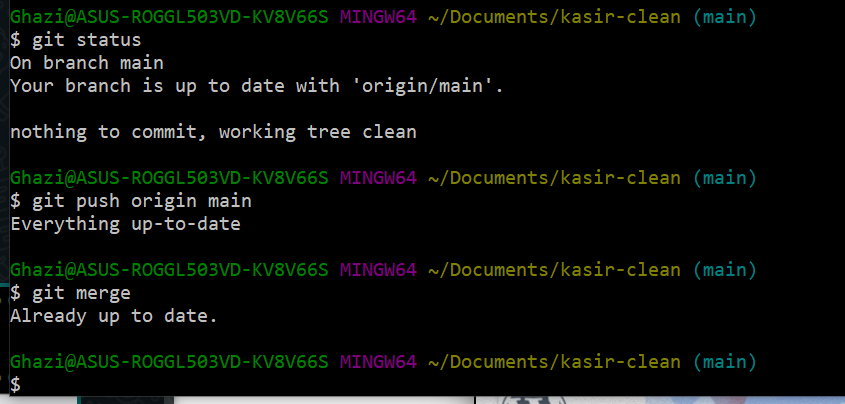 Ghazi@ASUS-ROGGL503VD-KV8V66S MINGW64 ~/Documents/kasir-clean (main)
$ git status
On branch main
Your branch is up to date with 'origin/main'.
nothing to commit, working tree clean
Ghazi@ASUS-ROGGL503VD-KV8V66S MINGW64 ~/Documents/kasir-clean (main)
$ git push origin main
Everything up-to-date
Ghazi@ASUS-ROGGL503VD-KV8V66S MINGW64 ~/Documents/kasir-clean (main)
$ git merge
Already up to date.
Ghazi@ASUS-ROGGL503VD-KV8V66S MINGW64 ~/Documents/kasir-clean (main)
$